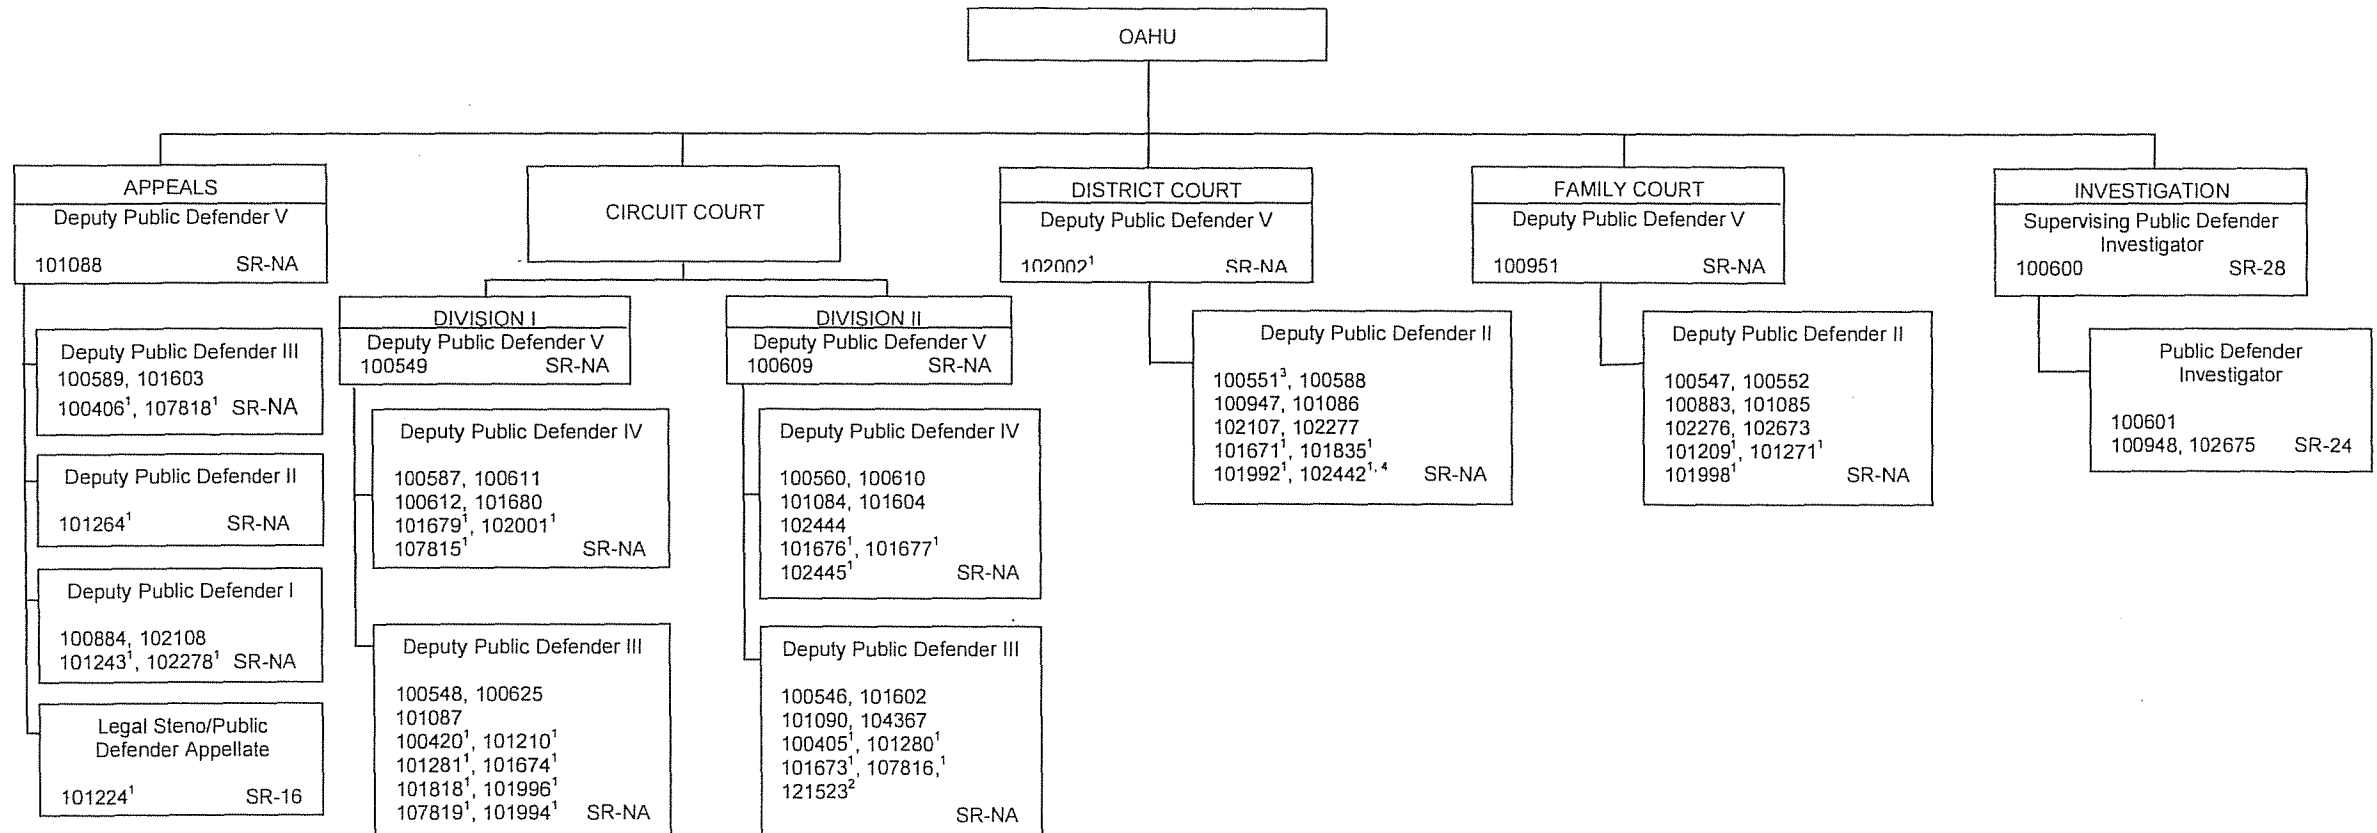 OAHU
APPEALS
Deputy Public Defender V
101088 SR-NA
Deputy Public Defender III
100589, 101603
100406¹, 107818¹ SR-NA
Deputy Public Defender II
101264¹ SR-NA
Deputy Public Defender I
100884, 102108
101243¹, 102278¹ SR-NA
Legal Steno/Public
Defender Appellate
101224¹ SR-16
CIRCUIT COURT
DIVISION I
Deputy Public Defender V
100549 SR-NA
Deputy Public Defender IV
100587, 100611
100612, 101680
101679¹, 102001¹
107815¹ SR-NA
Deputy Public Defender III
100548, 100625
101087
100420¹, 101210¹
101281¹, 101674¹
101818¹, 101996¹
107819¹, 101994¹ SR-NA
DIVISION II
Deputy Public Defender V
100609 SR-NA
Deputy Public Defender IV
100560, 100610
101084, 101604
102444
101676¹, 101677¹
102445¹ SR-NA
Deputy Public Defender III
100546, 101602
101090, 104367
100405¹, 101280¹
101673¹, 107816,¹
121523²
SR-NA
DISTRICT COURT
Deputy Public Defender V
102002¹ SR-NA
Deputy Public Defender II
100551³, 100588
100947, 101086
102107, 102277
101671¹, 101835¹
101992¹, 102442¹˒⁴ SR-NA
FAMILY COURT
Deputy Public Defender V
100951 SR-NA
Deputy Public Defender II
100547, 100552
100883, 101085
102276, 102673
101209¹, 101271¹
101998¹ SR-NA
INVESTIGATION
Supervising Public Defender
Investigator
100600 SR-28
Public Defender
Investigator
100601
100948, 102675 SR-24